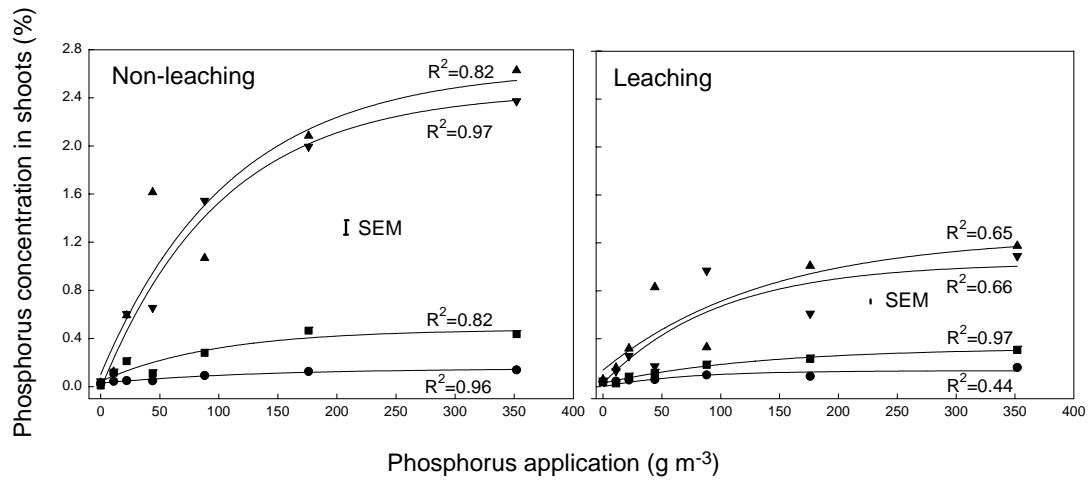 Phosphorus concentration in shoots (%)
2.8
2.4
2.0
1.6
1.2
0.8
0.4
0.0
Non-leaching
R²=0.82
R²=0.97
SEM
R²=0.82
R²=0.96
0 50 100 150 200 250 300 350 400
Leaching
R²=0.65
R²=0.66
SEM
R²=0.97
R²=0.44
0 50 100 150 200 250 300 350 400
Phosphorus application (g m⁻³)